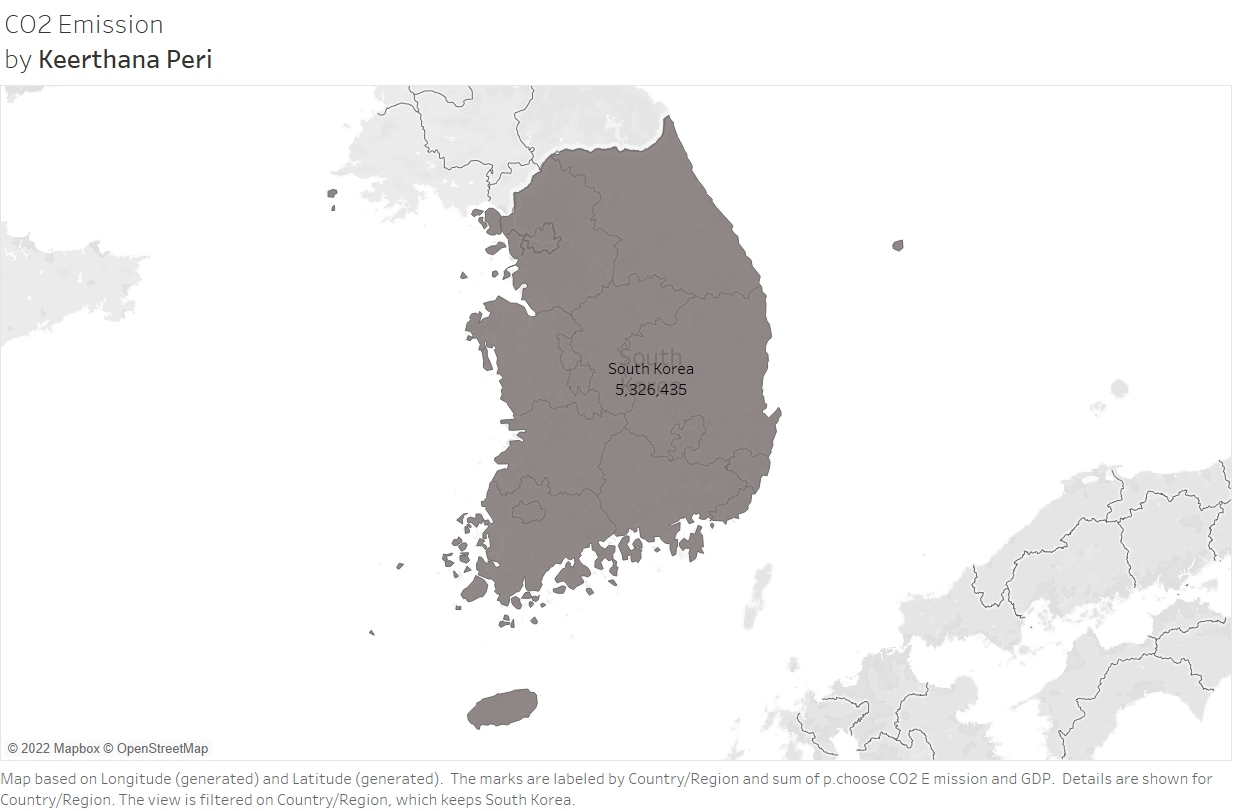 CO2 Emission
by Keerthana Peri
South
Korea
South Korea
5,326,435
© 2022 Mapbox © OpenStreetMap
Map based on Longitude (generated) and Latitude (generated).  The marks are labeled by Country/Region and sum of p.choose CO2 E mission and GDP.  Details are shown for
Country/Region. The view is filtered on Country/Region, which keeps South Korea.